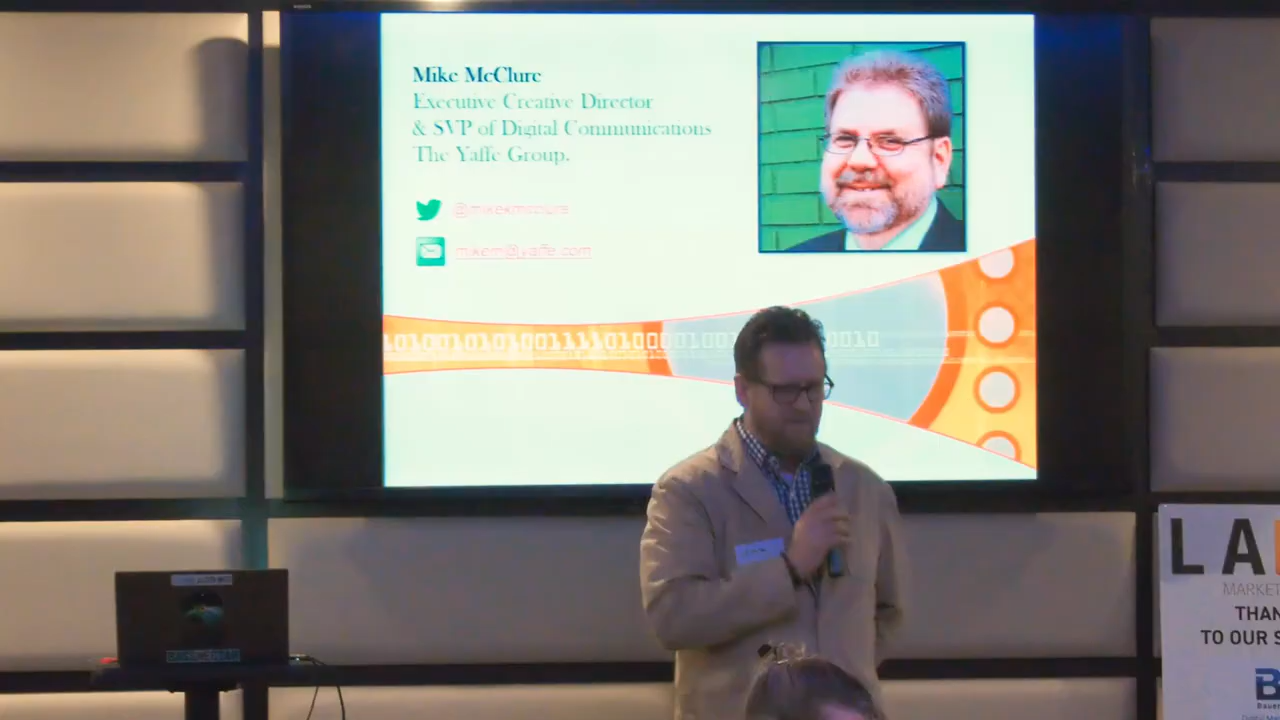 Mike McClure
Executive Creative Director
& SVP of Digital Communications
The Yaffe Group.
@mikekmcclure
mikem@yaffe.com
LA
MARKET
THAN
TO OUR S
B
Bauer